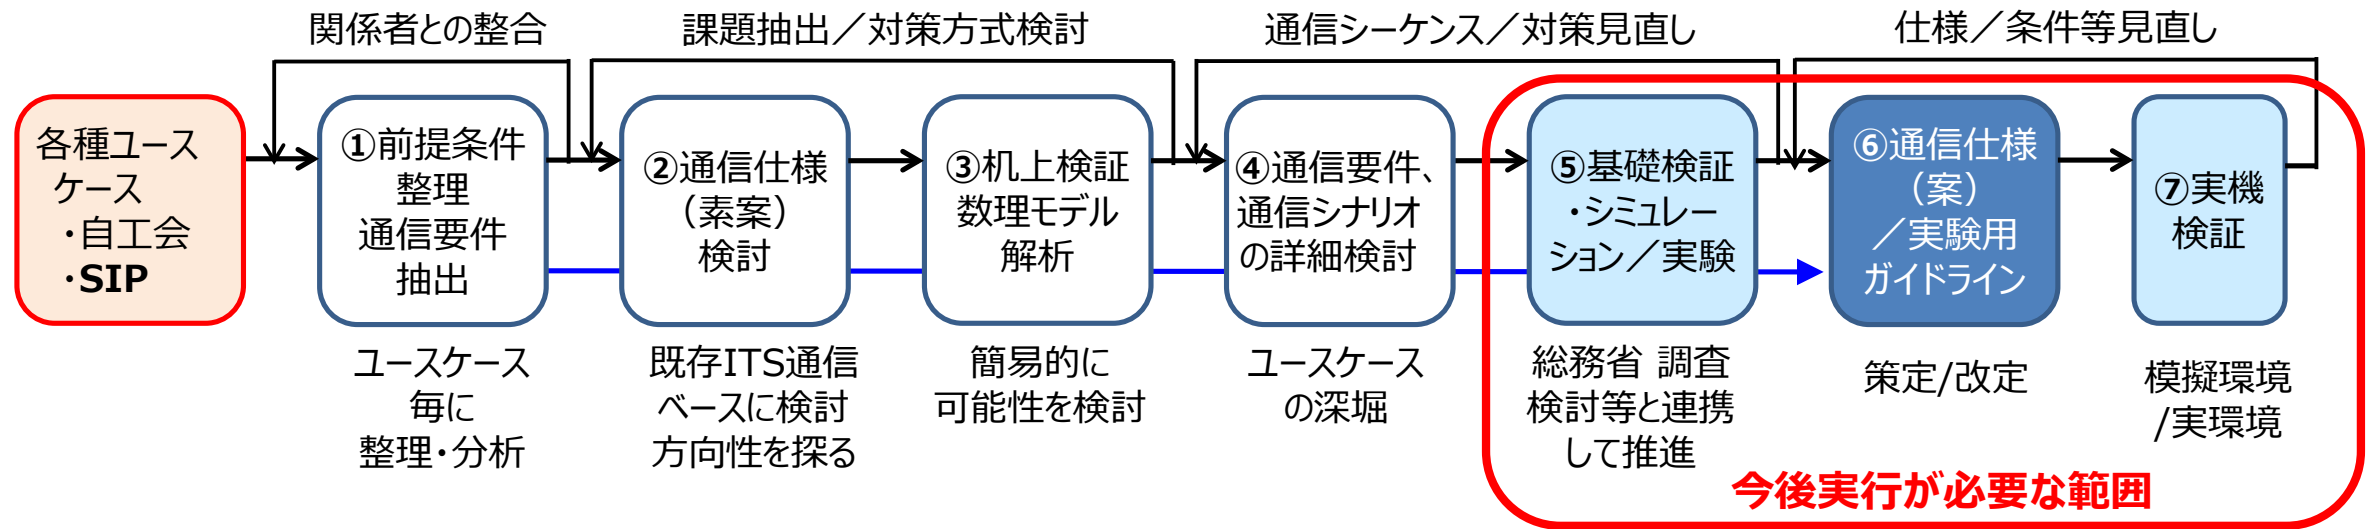 関係者との整合
課題抽出／対策方式検討
通信シーケンス／対策見直し
仕様／条件等見直し
各種ユース
ケース
・自工会
・SIP
①前提条件
整理
通信要件
抽出
②通信仕様
（素案）
検討
③机上検証
数理モデル
解析
④通信要件、
通信シナリオ
の詳細検討
⑤基礎検証
・シミュレー
ション／実験
⑥通信仕様
（案）
／実験用
ガイドライン
⑦実機
検証
ユースケース
毎に
整理・分析
既存ITS通信
ベースに検討
方向性を探る
簡易的に
可能性を検討
ユースケース
の深堀
総務省 調査
検討等と連携
して推進
策定/改定
模擬環境
/実環境
今後実行が必要な範囲